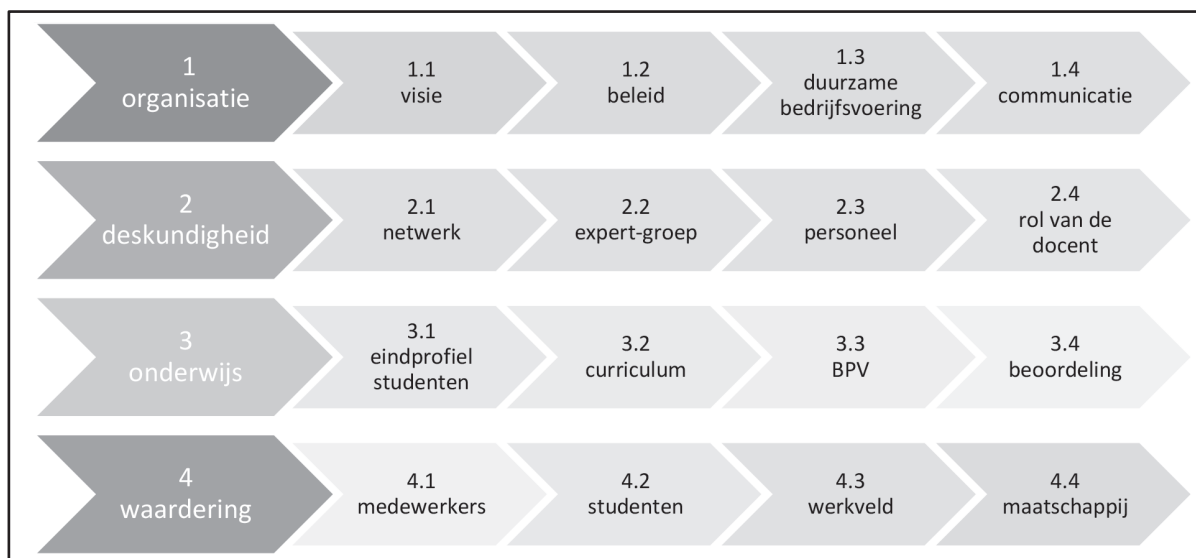 1
organisatie
1.1
visie
1.2
beleid
1.3
duurzame
bedrijfsvoering
1.4
communicatie
2
deskundigheid
2.1
netwerk
2.2
expert-groep
2.3
personeel
2.4
rol van de
docent
3
onderwijs
3.1
eindprofiel
studenten
3.2
curriculum
3.3
BPV
3.4
beoordeling
4
waardering
4.1
medewerkers
4.2
studenten
4.3
werkveld
4.4
maatschappij